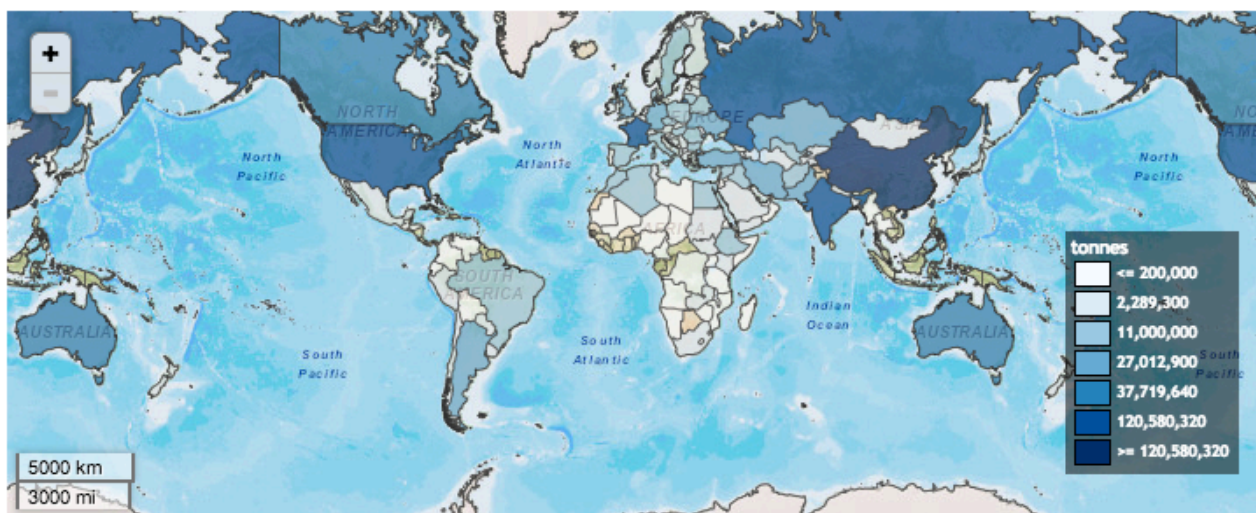 +
−
NORTH
AMERICA
EUROPE
ASIA
North
Pacific
North
Atlantic
North
Pacific
AFRICA
SOUTH
AMERICA
AUSTRALIA
South
Pacific
South
Atlantic
Indian
Ocean
AUSTRALIA
South
Pacific
tonnes
<= 200,000
2,289,300
11,000,000
27,012,900
37,719,640
120,580,320
>= 120,580,320
5000 km
3000 mi